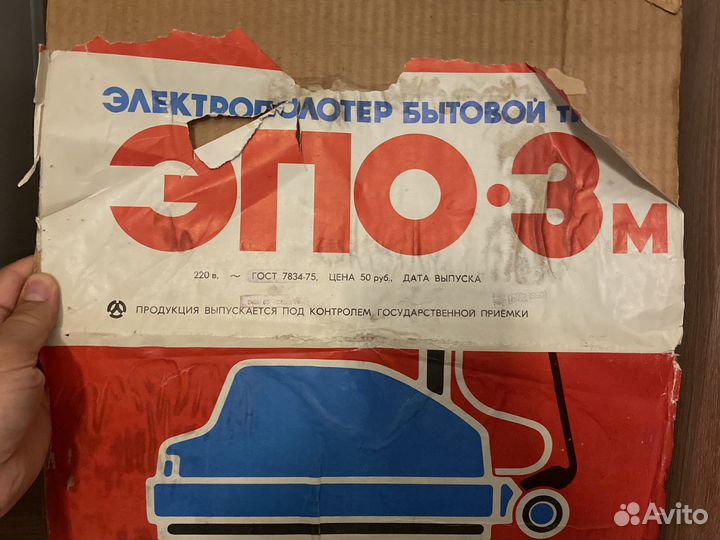 ЭЛЕКТРОПОЛОТЕР БЫТОВОЙ
ЭПО·3м
220 в, ~ ГОСТ 7834-75, ЦЕНА 50 руб., ДАТА ВЫПУСКА
ПРОДУКЦИЯ ВЫПУСКАЕТСЯ ПОД КОНТРОЛЕМ ГОСУДАРСТВЕННОЙ ПРИЁМКИ
Avito